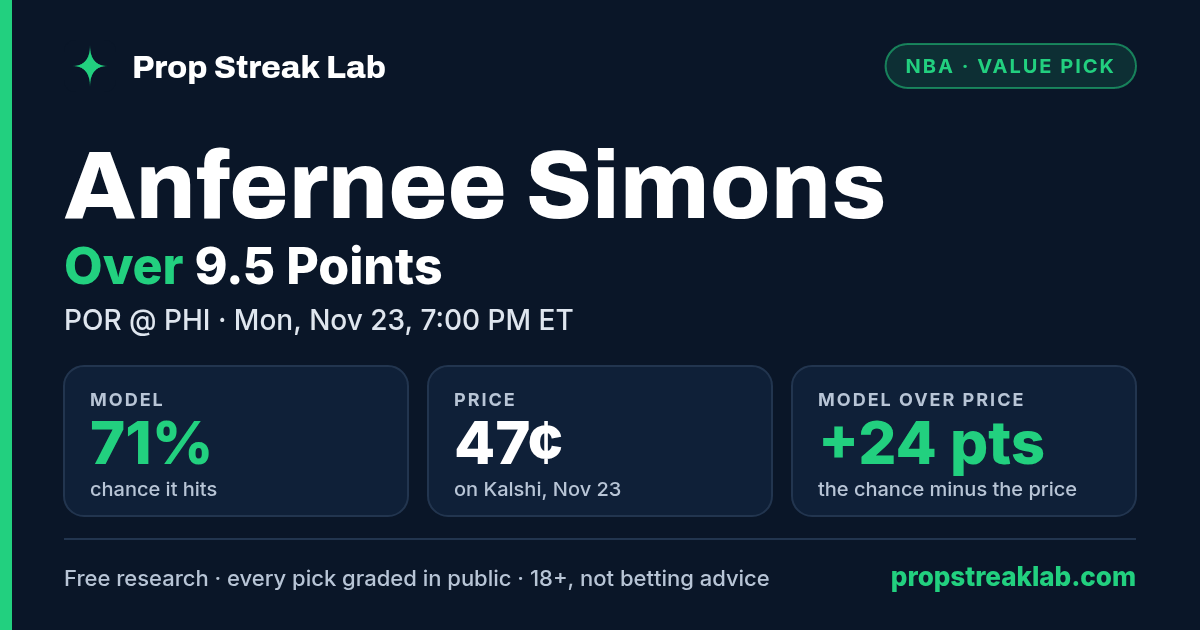 Prop Streak Lab
NBA · VALUE PICK
Anfernee Simons
Over 9.5 Points
POR @ PHI · Mon, Nov 23, 7:00 PM ET
MODEL
71%
chance it hits
PRICE
47¢
on Kalshi, Nov 23
MODEL OVER PRICE
+24 pts
the chance minus the price
Free research · every pick graded in public · 18+, not betting advice
propstreaklab.com